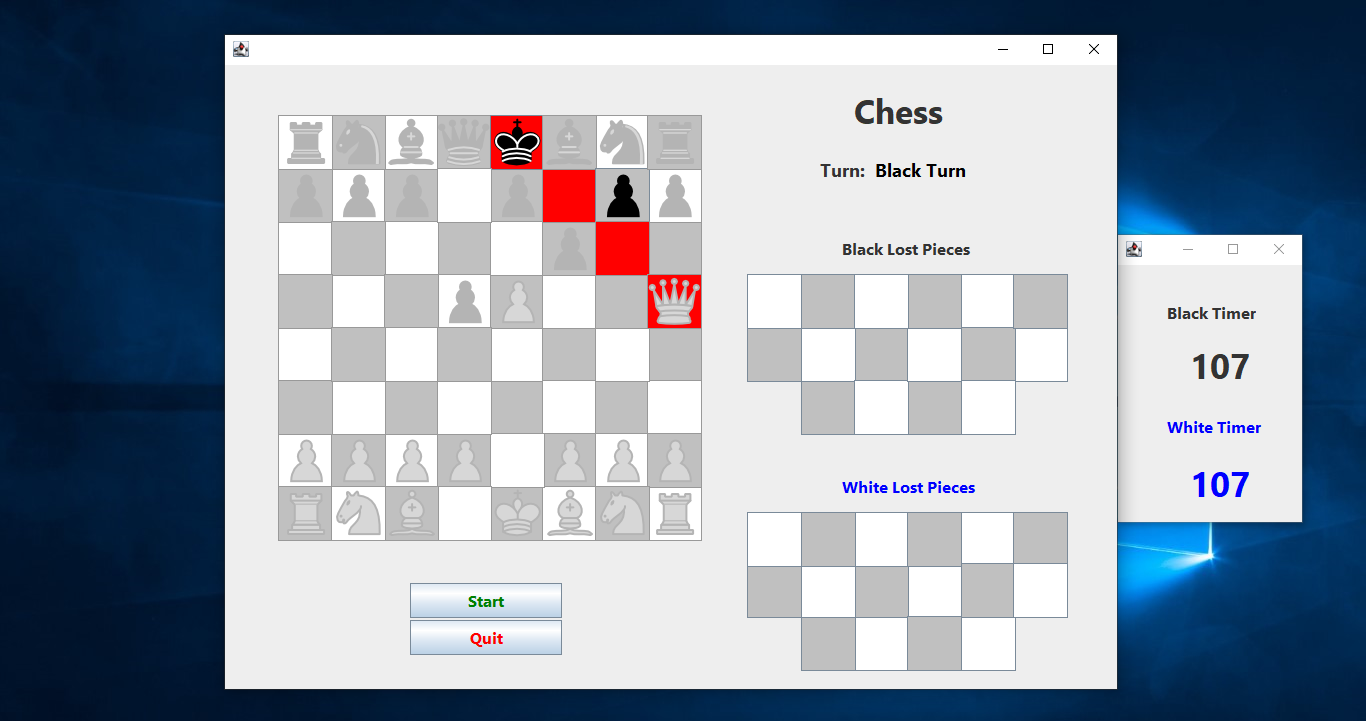 Chess
Turn: Black Turn
Black Lost Pieces
White Lost Pieces
Start
Quit
Black Timer
107
White Timer
107